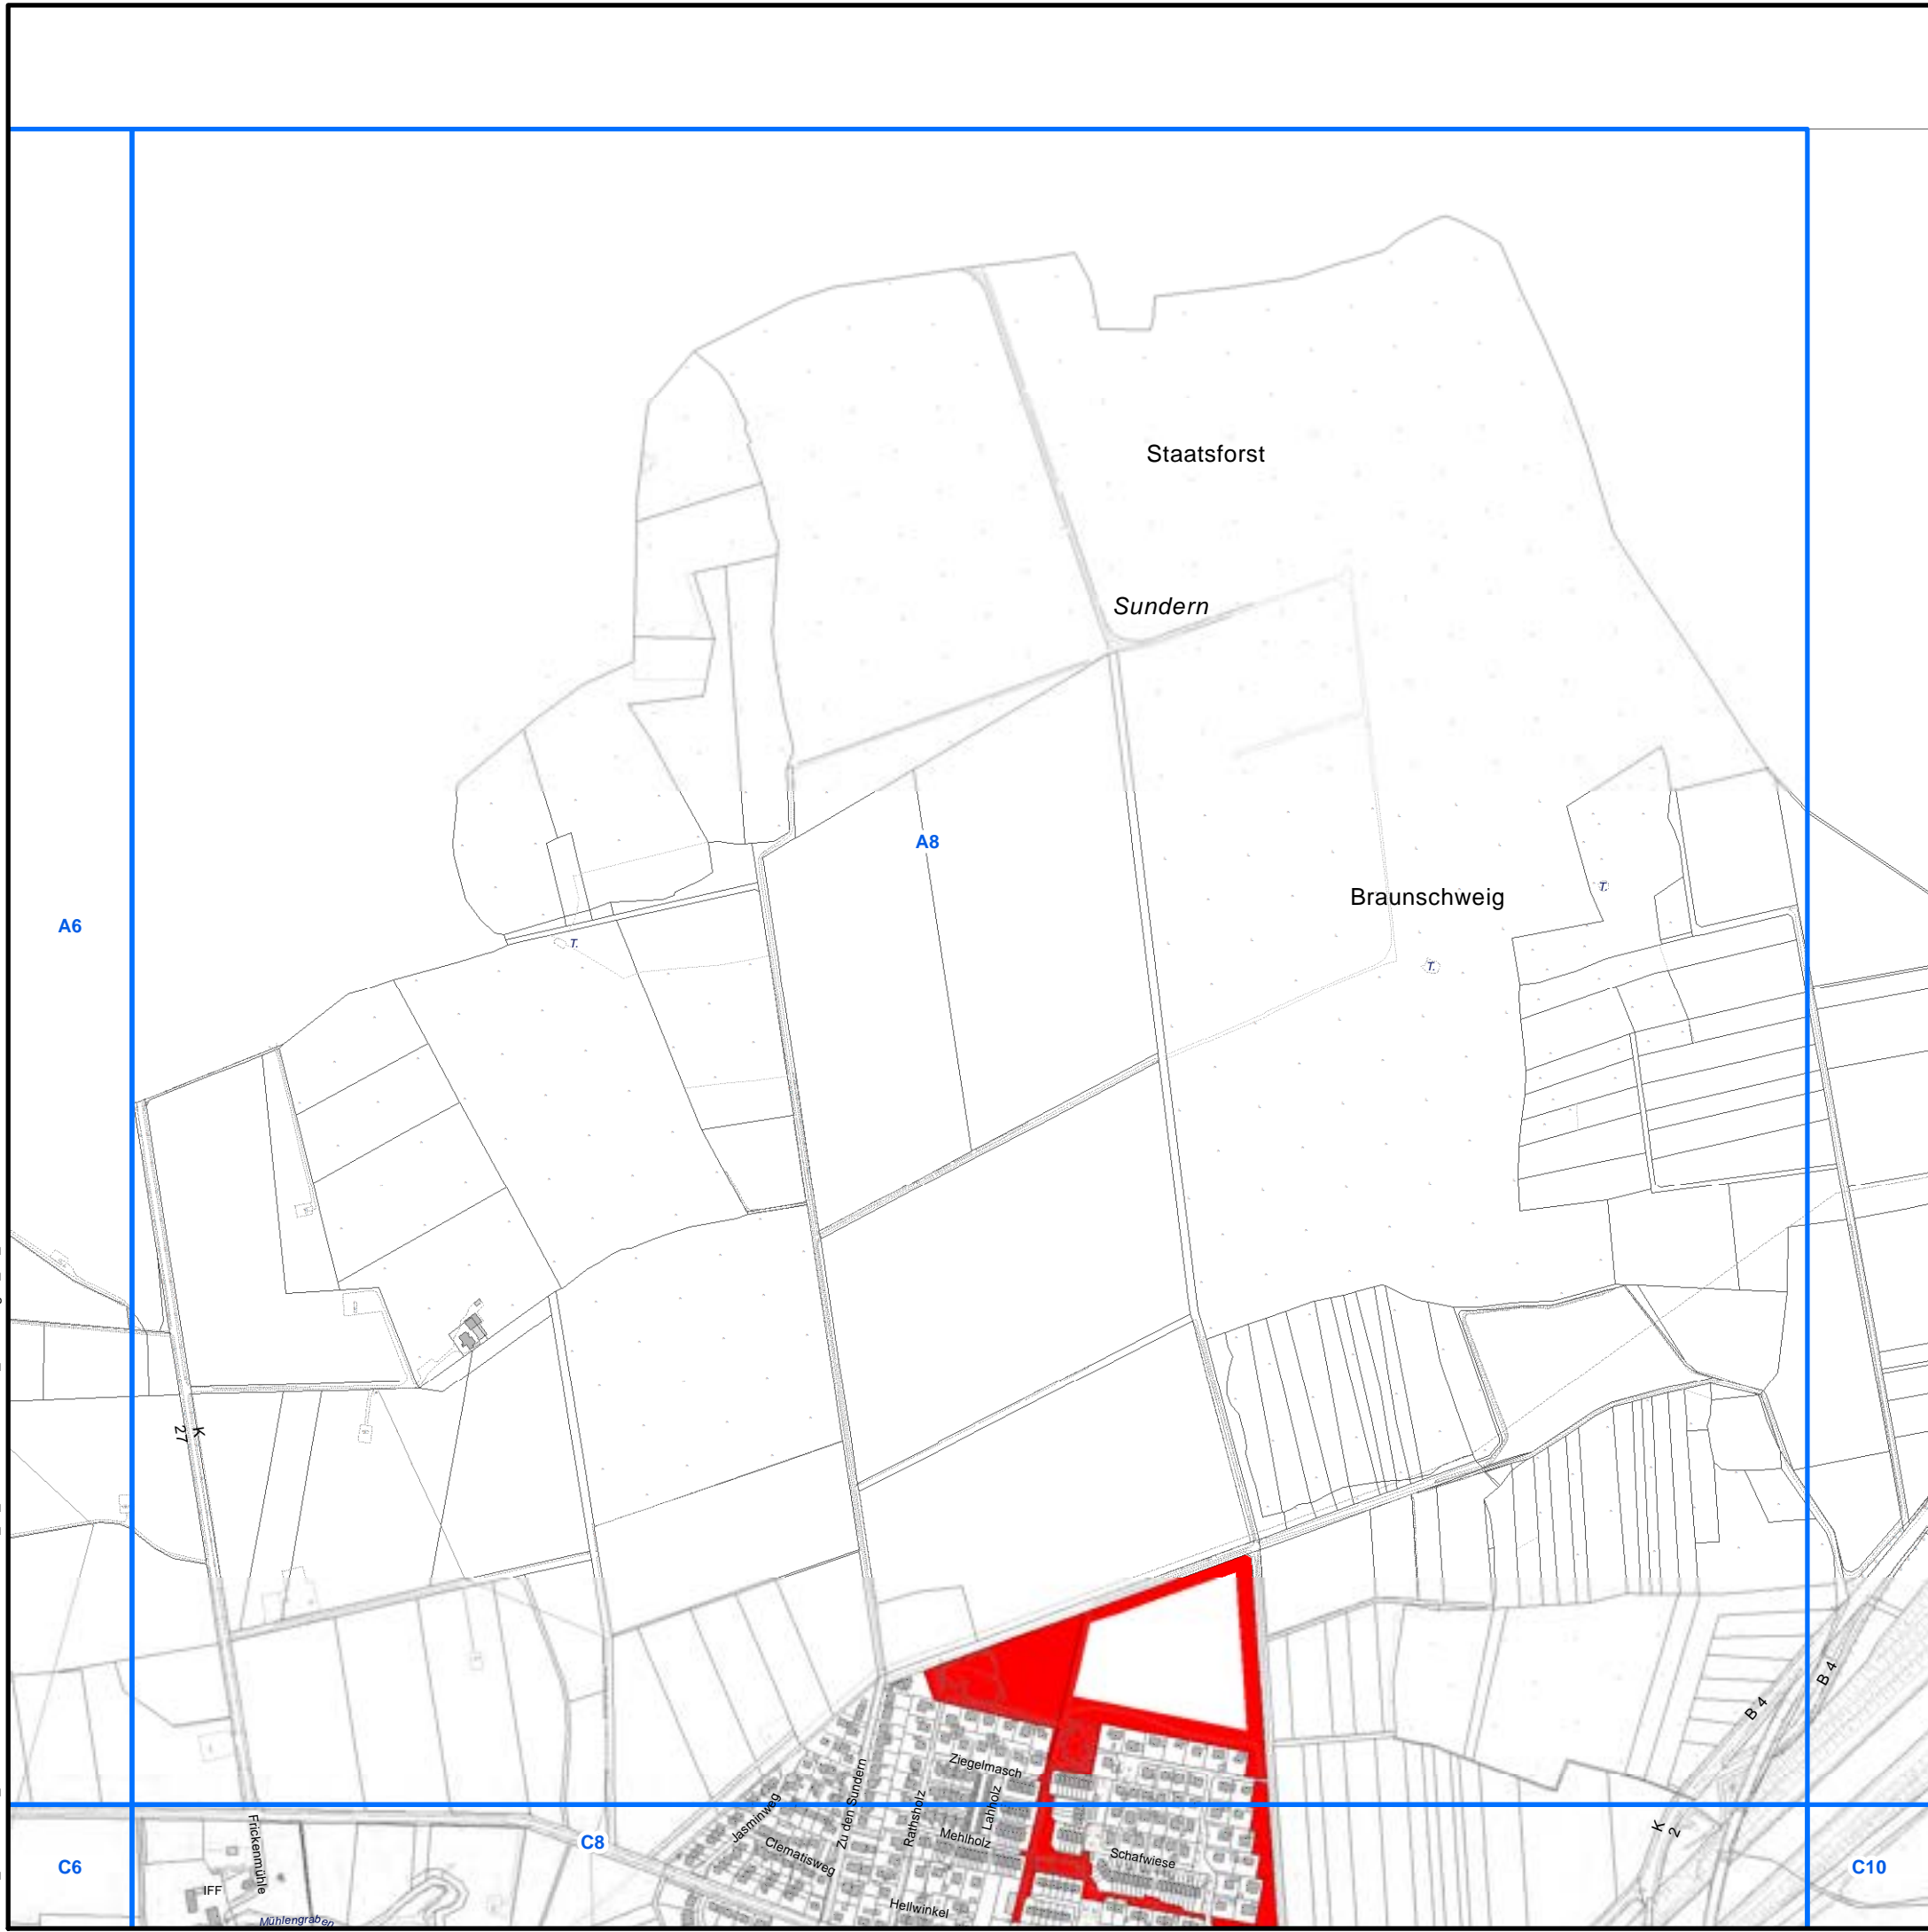 Staatsforst
Sundern
A8
T.
Braunschweig
A6
T.
T.
K
27
B 4
B 4
Ziegelmasch
Jasminweg
Zu den Sundern
Rathsholz
Lahnholz
Frickenmühle
C8
Clematisweg
Mehlholz
K
2
C6
Schafwiese
C10
IFF
Hellwinkel
Mühlengraben